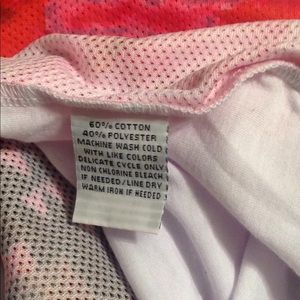 60% COTTON
40% POLYESTER
MACHINE WASH COLD
WITH LIKE COLORS
DELICATE CYCLE ONLY
NON CHLORINE BLEACH
IF NEEDED/LINE DRY
WARM IRON IF NEEDED